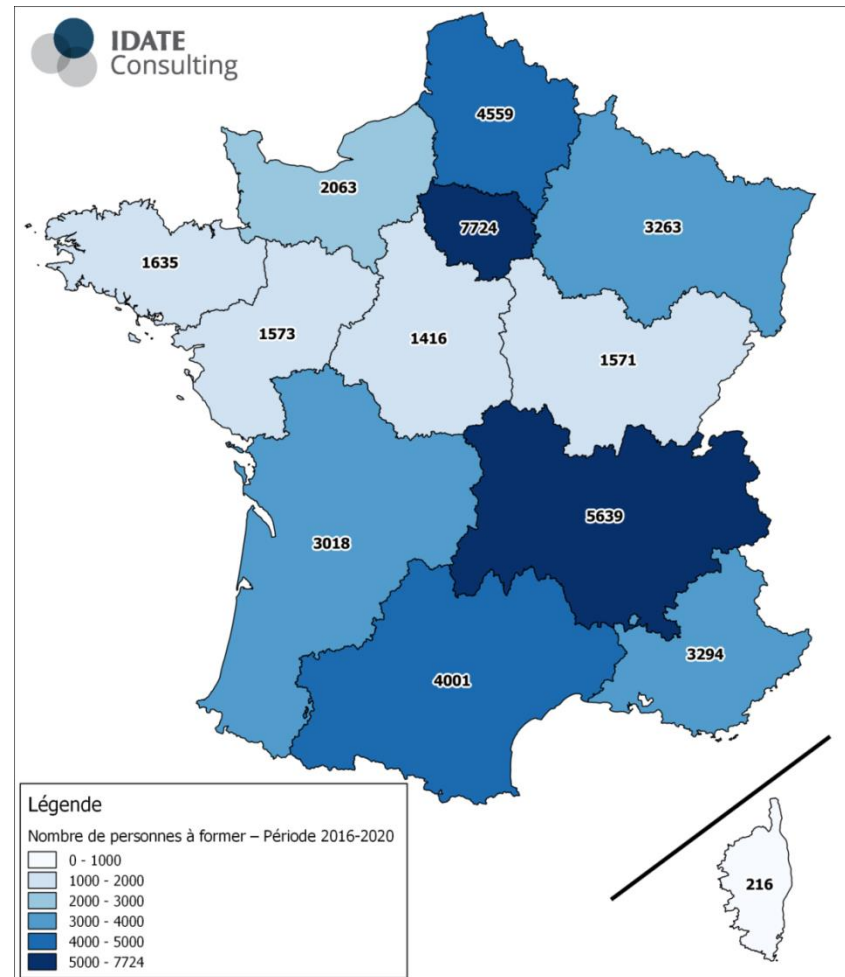 IDATE
Consulting
4559
2063
7724
3263
1635
1573
1416
1571
5639
3018
3294
4001
216
Légende
Nombre de personnes à former – Période 2016-2020
0 - 1000
1000 - 2000
2000 - 3000
3000 - 4000
4000 - 5000
5000 - 7724